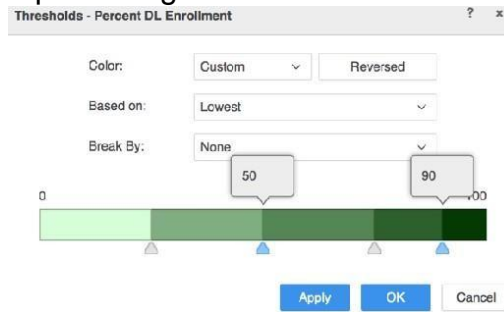 Thresholds - Percent DL Enrollment ? x
Color: Custom Reversed
Based on: Lowest
Break By: None
50 90
0
Apply OK Cancel